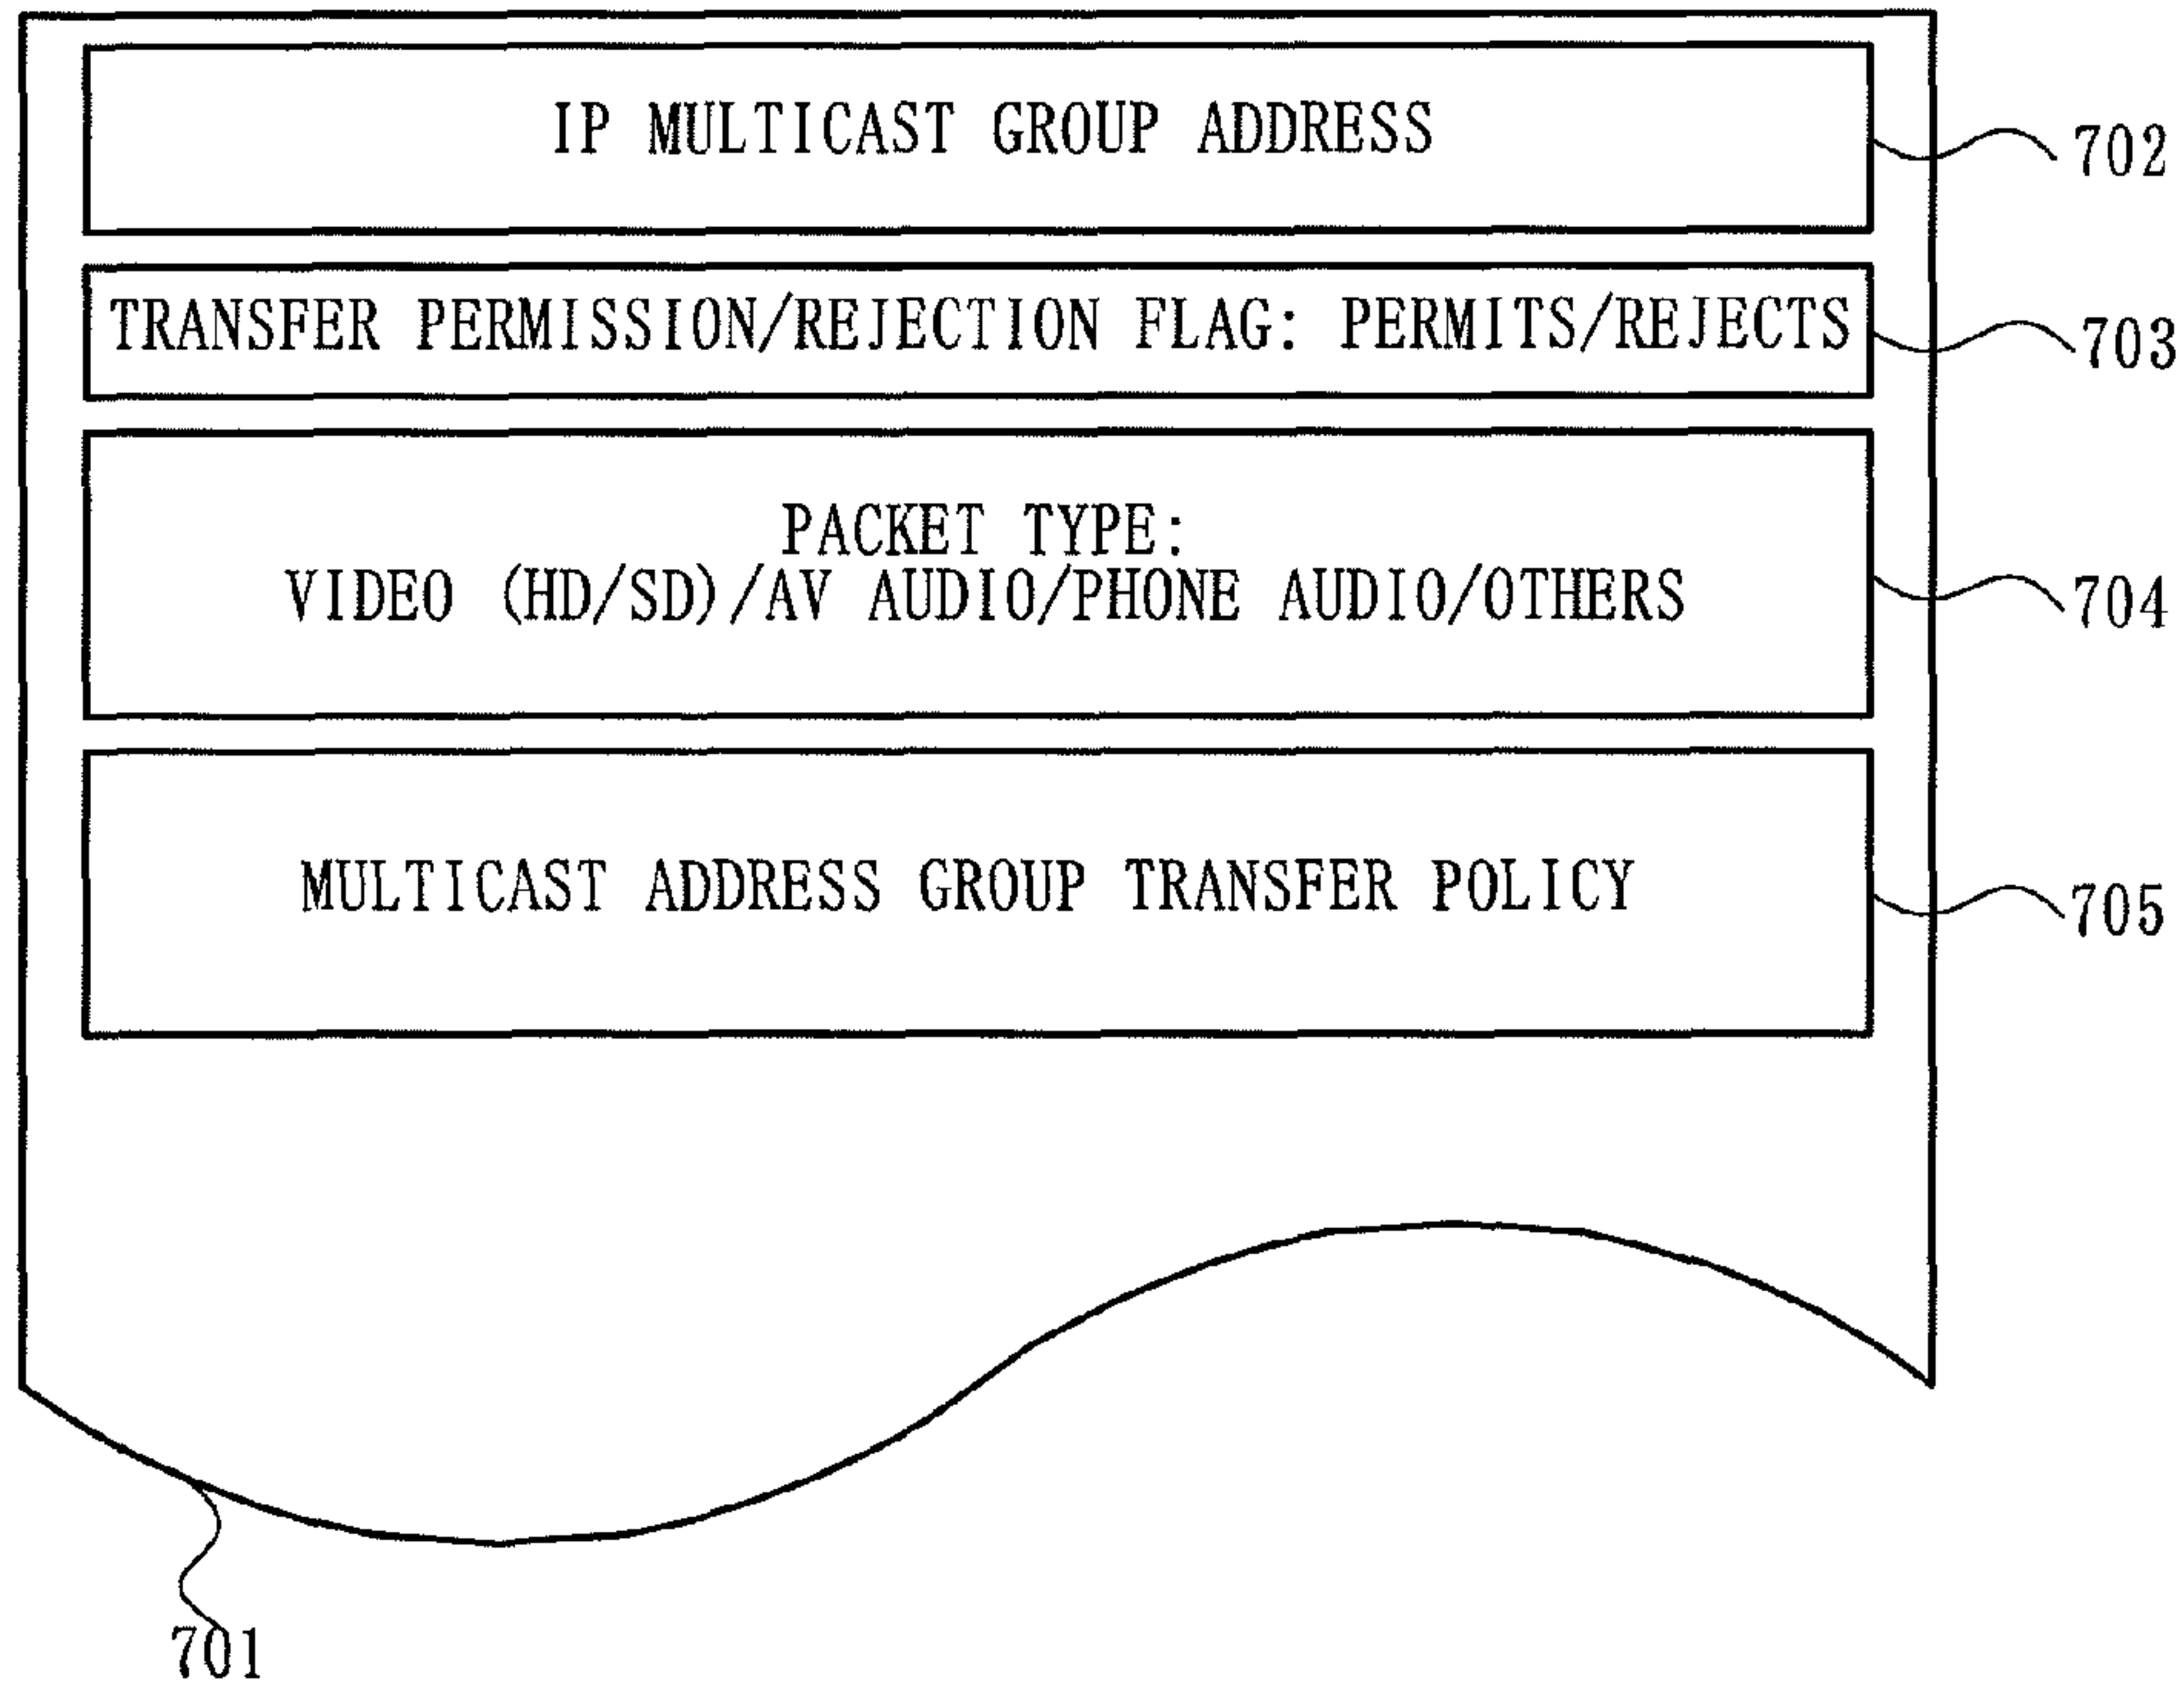 IP MULTICAST GROUP ADDRESS
702
TRANSFER PERMISSION/REJECTION FLAG: PERMITS/REJECTS
703
PACKET TYPE:
VIDEO (HD/SD)/AV AUDIO/PHONE AUDIO/OTHERS
704
MULTICAST ADDRESS GROUP TRANSFER POLICY
705
701